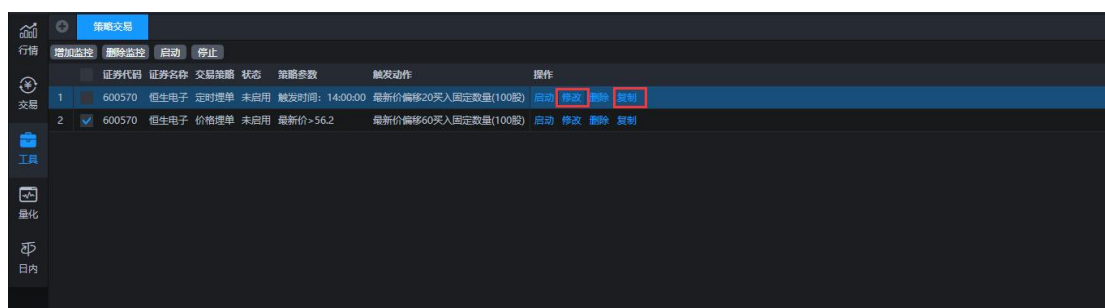 策略交易
行情
增加监控 删除监控 启动 停止
证券代码 证券名称 交易策略 状态 策略参数 触发动作 操作
交易
1 600570 恒生电子 定时埋单 未启用 触发时间：14:00:00 最新价偏移20买入固定数量(100股) 启动 修改 删除 复制
2 600570 恒生电子 价格埋单 未启用 最新价>56.2 最新价偏移60买入固定数量(100股) 启动 修改 删除 复制
工具
量化
日内